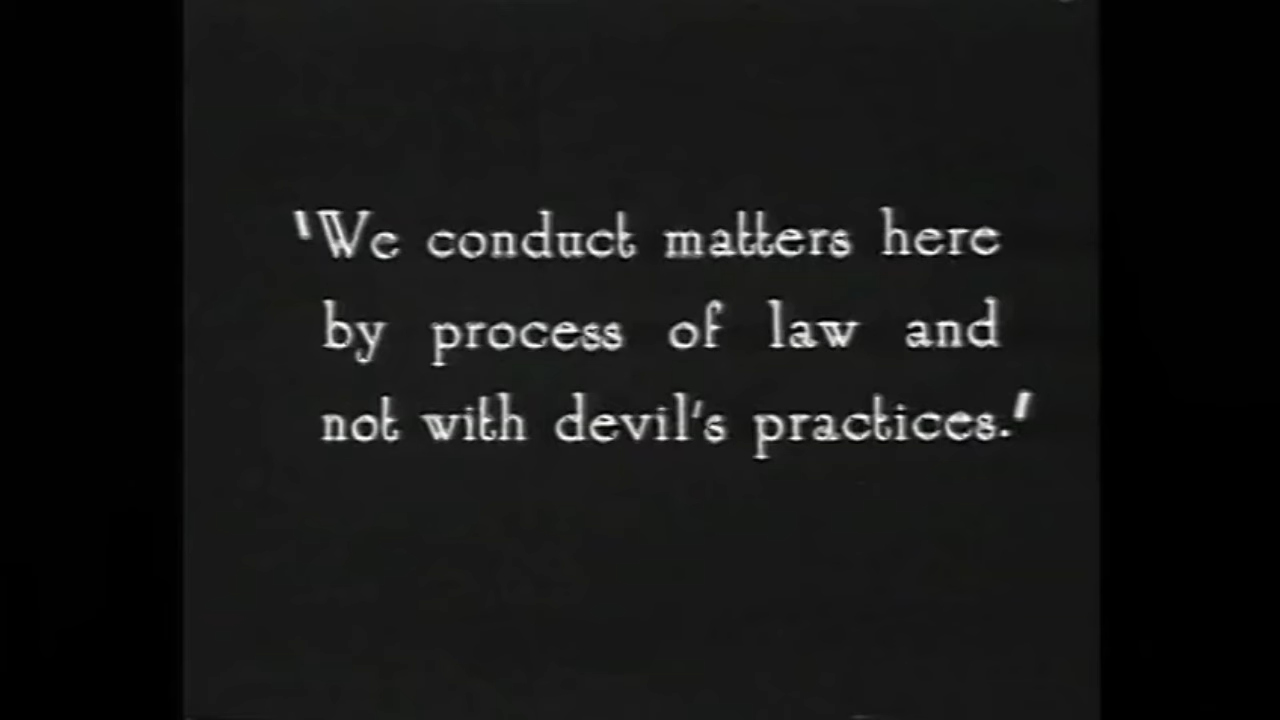 'We conduct matters here
by process of law and
not with devil's practices.'